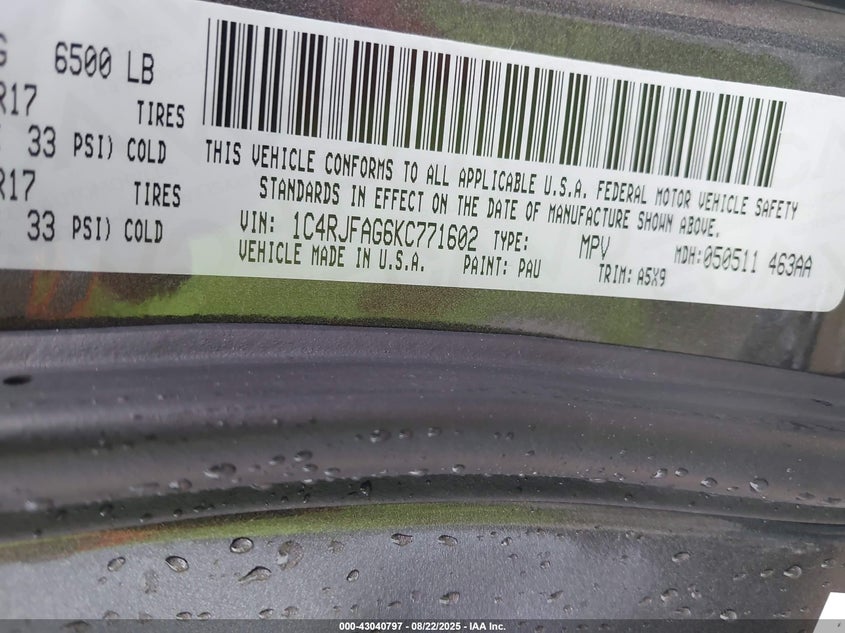 G 6500 LB
R17 TIRES
33 PSI) COLD
R17 TIRES
33 PSI) COLD
THIS VEHICLE CONFORMS TO ALL APPLICABLE U.S.A. FEDERAL MOTOR VEHICLE SAFETY
STANDARDS IN EFFECT ON THE DATE OF MANUFACTURE SHOWN ABOVE.
VIN: 1C4RJFAG6KC771602 TYPE: MPV MDH: 050511 463AA
VEHICLE MADE IN U.S.A. PAINT: PAU TRIM: A5X9
000-43040797 - 08/22/2025 - IAA Inc.